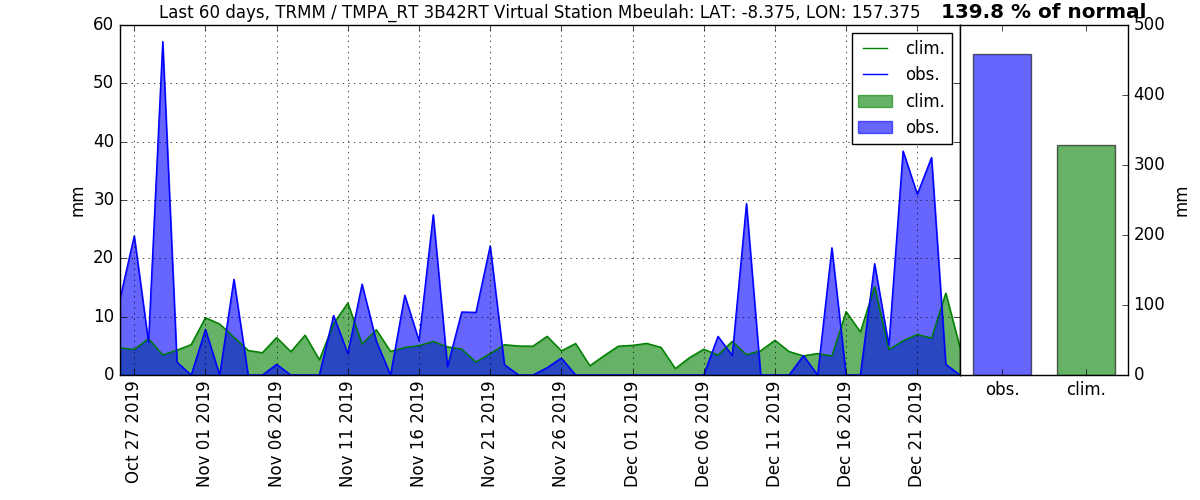 Last 60 days, TRMM / TMPA_RT 3B42RT Virtual Station Mbeulah: LAT: -8.375, LON: 157.375
139.8 % of normal
60
50
40
30
20
10
0
mm
clim.
obs.
clim.
obs.
500
400
300
200
100
0
mm
obs.
clim.
Oct 27 2019
Nov 01 2019
Nov 06 2019
Nov 11 2019
Nov 16 2019
Nov 21 2019
Nov 26 2019
Dec 01 2019
Dec 06 2019
Dec 11 2019
Dec 16 2019
Dec 21 2019